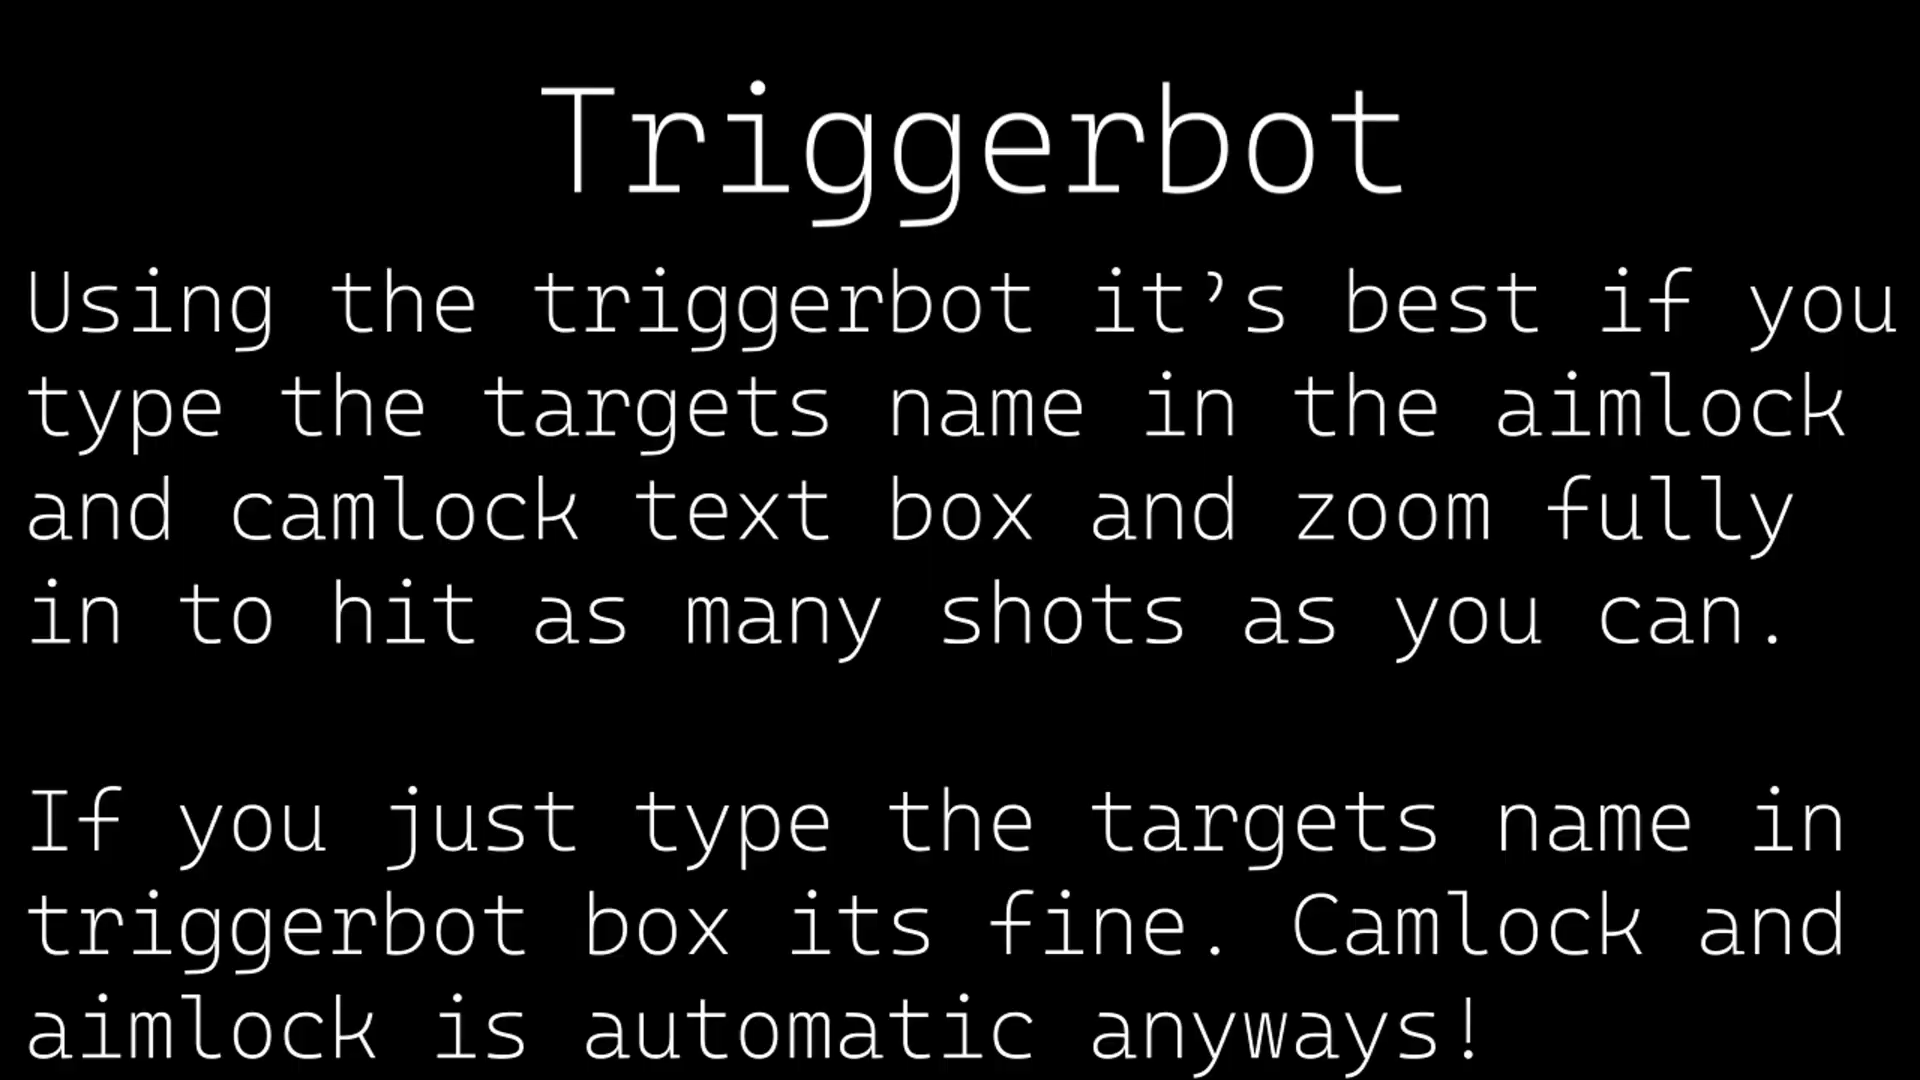 Triggerbot
Using the triggerbot it’s best if you
type the targets name in the aimlock
and camlock text box and zoom fully
in to hit as many shots as you can.
If you just type the targets name in
triggerbot box its fine. Camlock and
aimlock is automatic anyways!